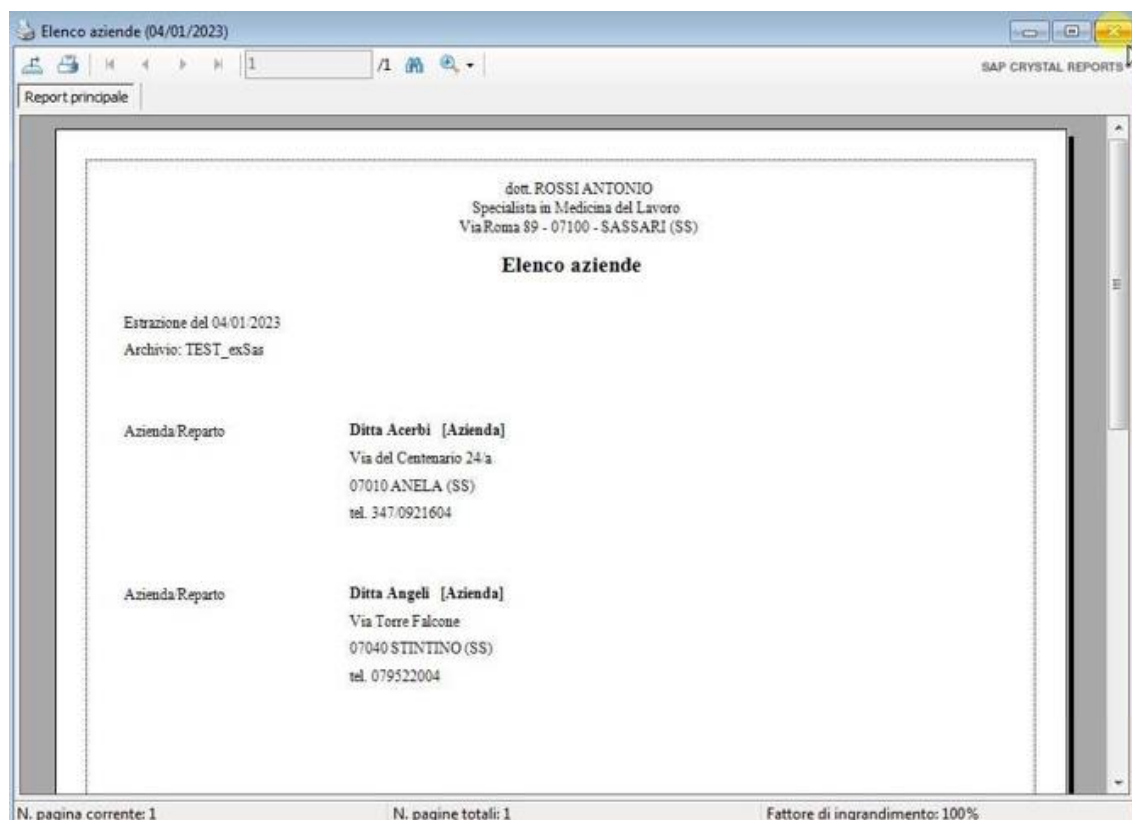 Elenco aziende (04/01/2023)
1 /1
SAP CRYSTAL REPORTS
Report principale
dott. ROSSI ANTONIO
Specialista in Medicina del Lavoro
Via Roma 89 - 07100 - SASSARI (SS)
Elenco aziende
Estrazione del 04/01/2023
Archivio: TEST_exSas
Azienda/Reparto Ditta Acerbi [Azienda]
Via del Centenario 24/a
07010 ANELA (SS)
tel. 347/0921604
Azienda/Reparto Ditta Angeli [Azienda]
Via Torre Falcone
07040 STINTINO (SS)
tel. 079522004
N. pagina corrente: 1 N. pagine totali: 1 Fattore di ingrandimento: 100%